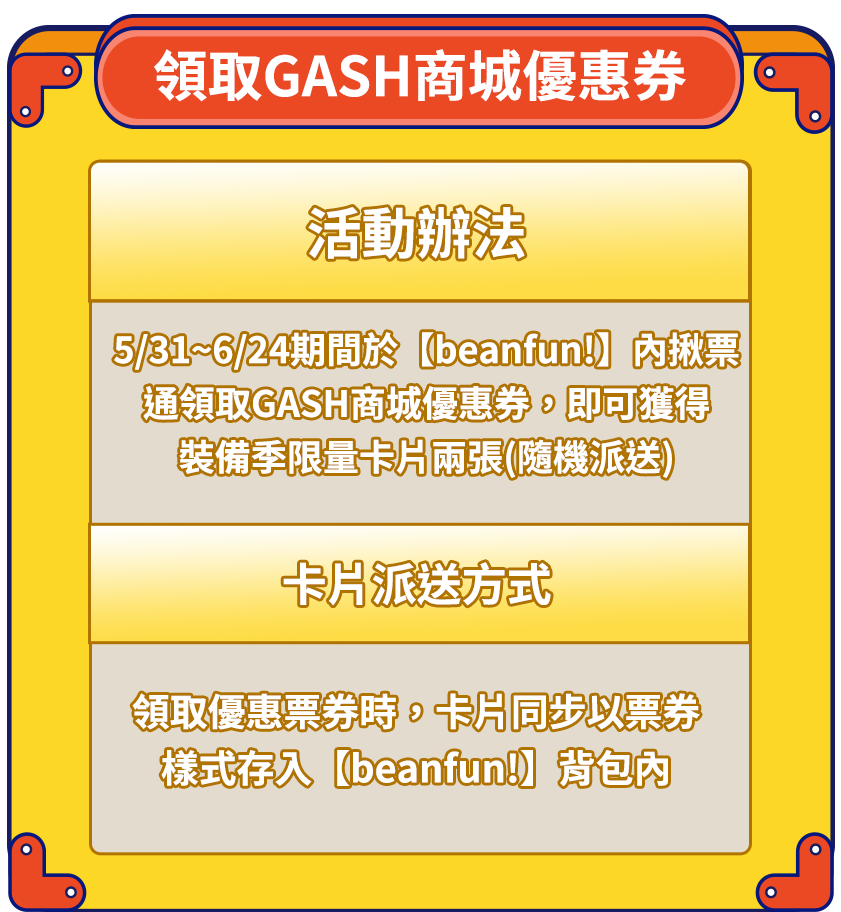 領取GASH商城優惠券
活動辦法
5/31~6/24期間於【beanfun!】內揪票
通領取GASH商城優惠券，即可獲得
裝備季限量卡片兩張(隨機派送)
卡片派送方式
領取優惠票券時，卡片同步以票券
樣式存入【beanfun!】背包內